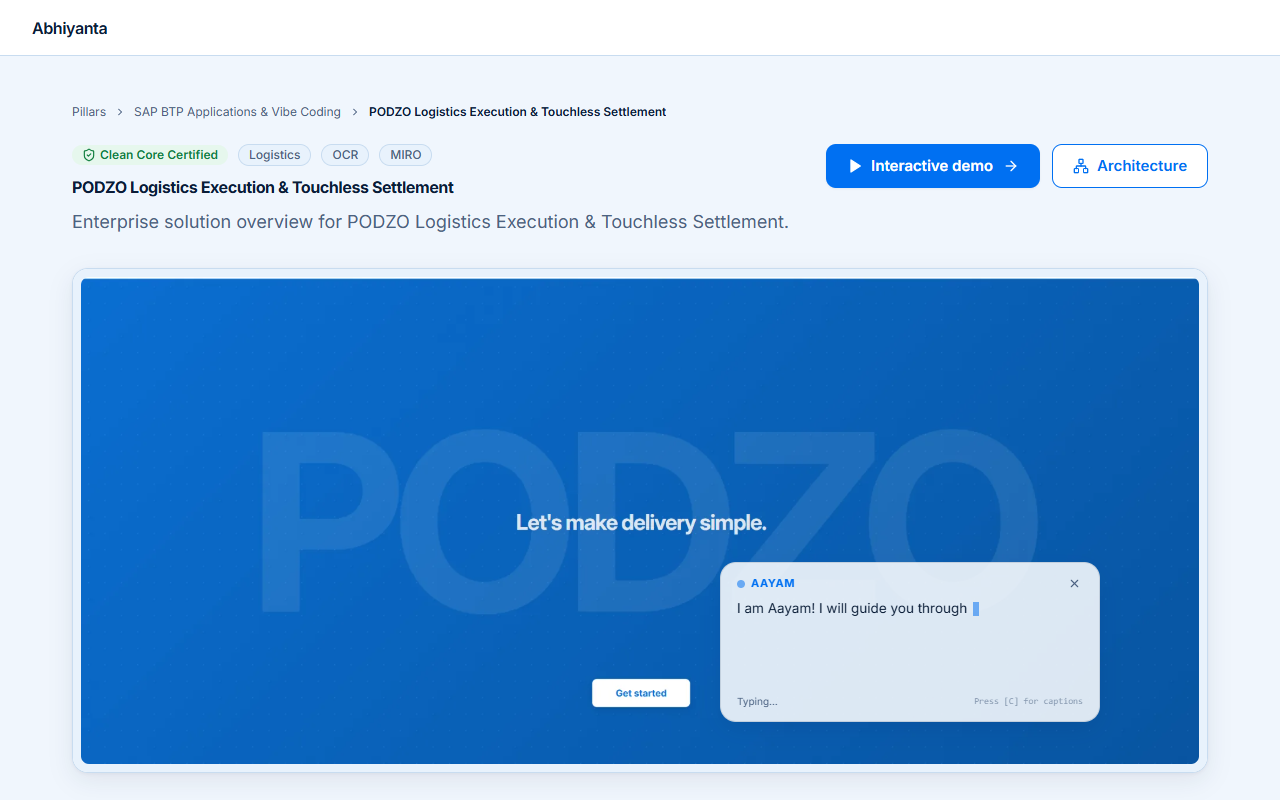 Abhiyanta
Pillars > SAP BTP Applications & Vibe Coding > PODZO Logistics Execution & Touchless Settlement
Clean Core Certified
Logistics
OCR
MIRO
Interactive demo →
Architecture
PODZO Logistics Execution & Touchless Settlement
Enterprise solution overview for PODZO Logistics Execution & Touchless Settlement.
PODZO
Let's make delivery simple.
AAYAM
I am Aayam! I will guide you through
Typing...
Press [C] for captions
Get started